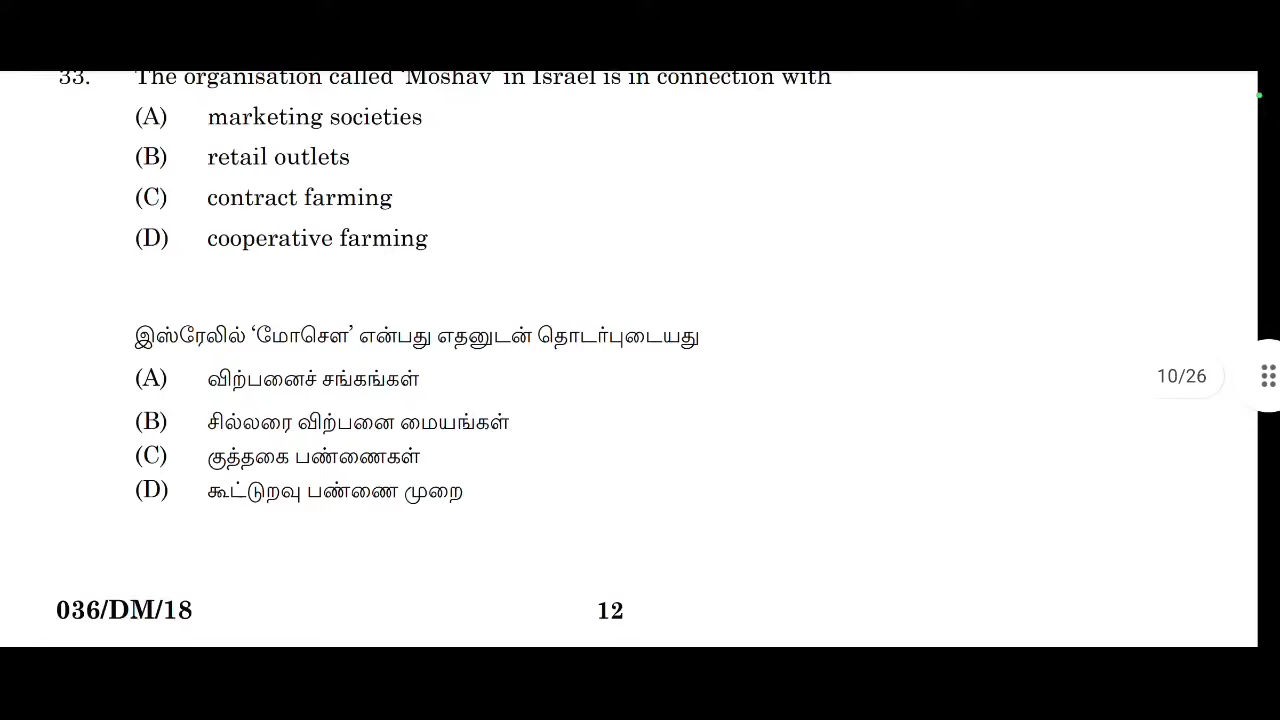 33. The organisation called 'Moshav' in Israel is in connection with
(A) marketing societies
(B) retail outlets
(C) contract farming
(D) cooperative farming
இஸ்ரேலில் ‘மோசௌ’ என்பது எதனுடன் தொடர்புடையது
(A) விற்பனைச் சங்கங்கள்
10/26
(B) சில்லரை விற்பனை மையங்கள்
(C) குத்தகை பண்ணைகள்
(D) கூட்டுறவு பண்ணை முறை
036/DM/18 12